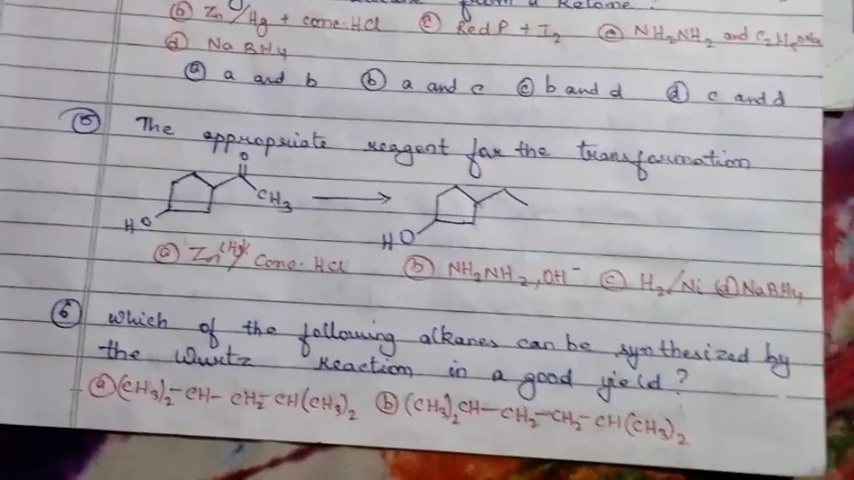 from a Ketone.
(b) Zn/Hg + conc. HCl (c) Red P + I2 (c) NH2NH2 and C2H5ONa
(d) NaBH4
(a) a and b (b) a and c (c) b and d (d) c and d
(5) The appropriate reagent for the transformation
O
CH3
HO
HO
(a) Zn(Hg)/Conc. HCl (b) NH2NH2, OH- (c) H2/Ni (d) NaBH4
(6) which of the following alkanes can be synthesized by
the Wurtz Reaction in a good yield?
(a) (CH3)2-CH-CH2-CH(CH3)2 (b) (CH3)2CH-CH2-CH2-CH(CH3)2